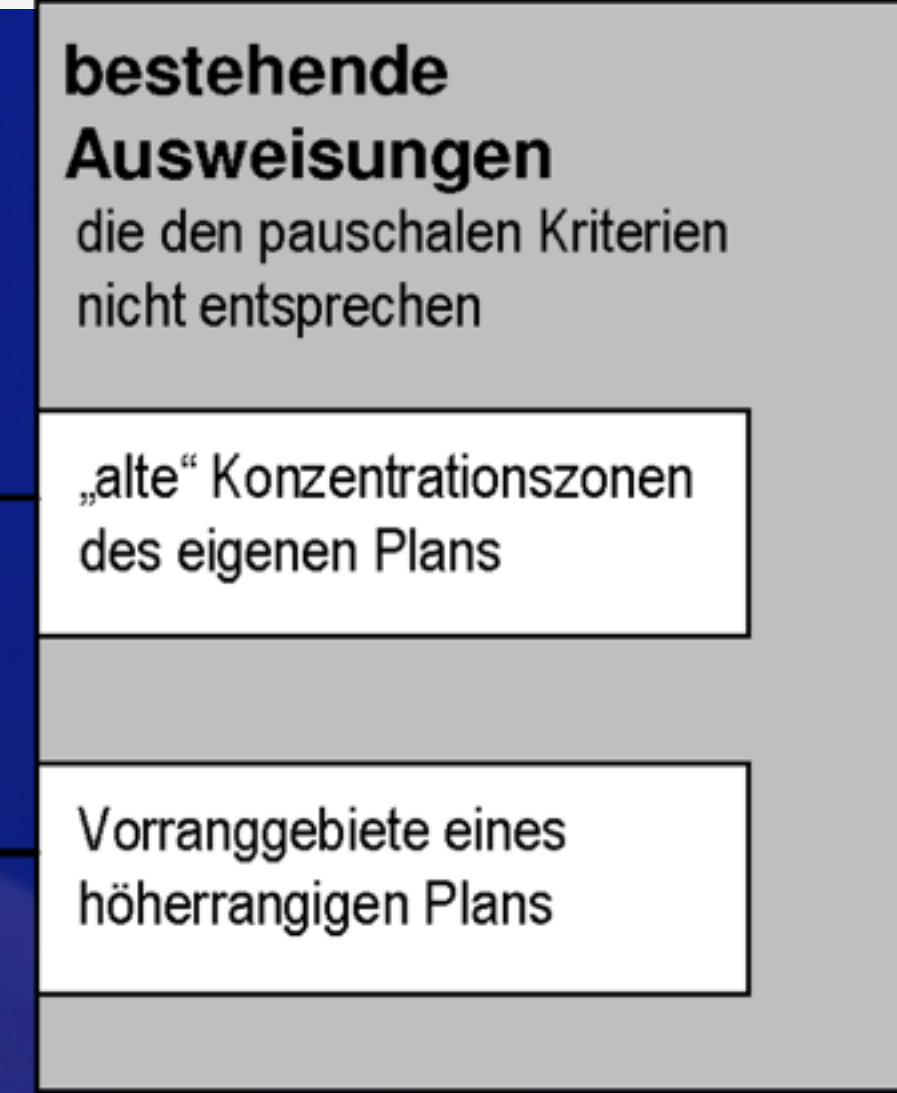 bestehende
Ausweisungen
die den pauschalen Kriterien
nicht entsprechen
„alte“ Konzentrationszonen
des eigenen Plans
Vorranggebiete eines
höherrangigen Plans